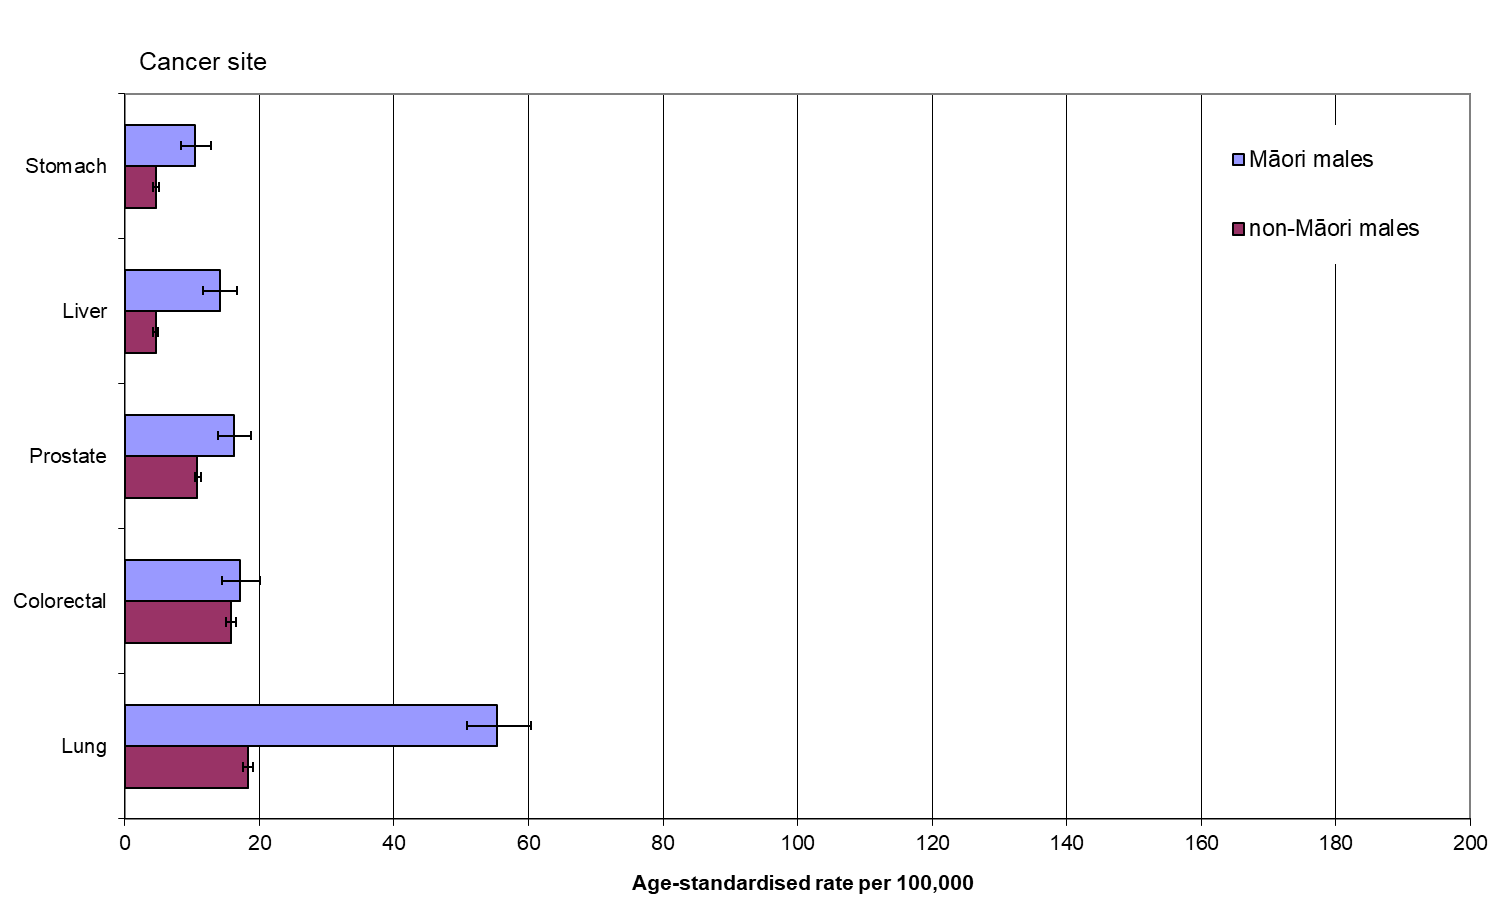 Cancer site
Stomach
Liver
Prostate
Colorectal
Lung
Māori males
non-Māori males
0 20 40 60 80 100 120 140 160 180 200
Age-standardised rate per 100,000